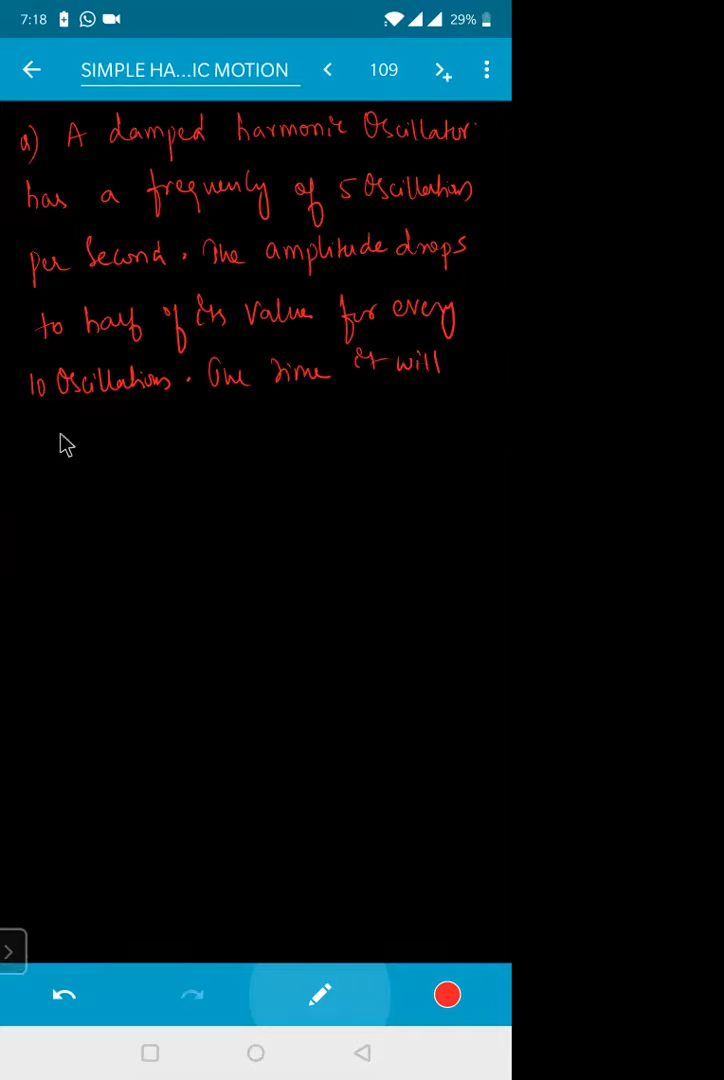 7:18 29%
SIMPLE HA...IC MOTION 109
a) A damped harmonic Oscillator
has a frequency of 5 Oscillations
per Second. The amplitude drops
to half of its value for every
10 Oscillations. The time it will